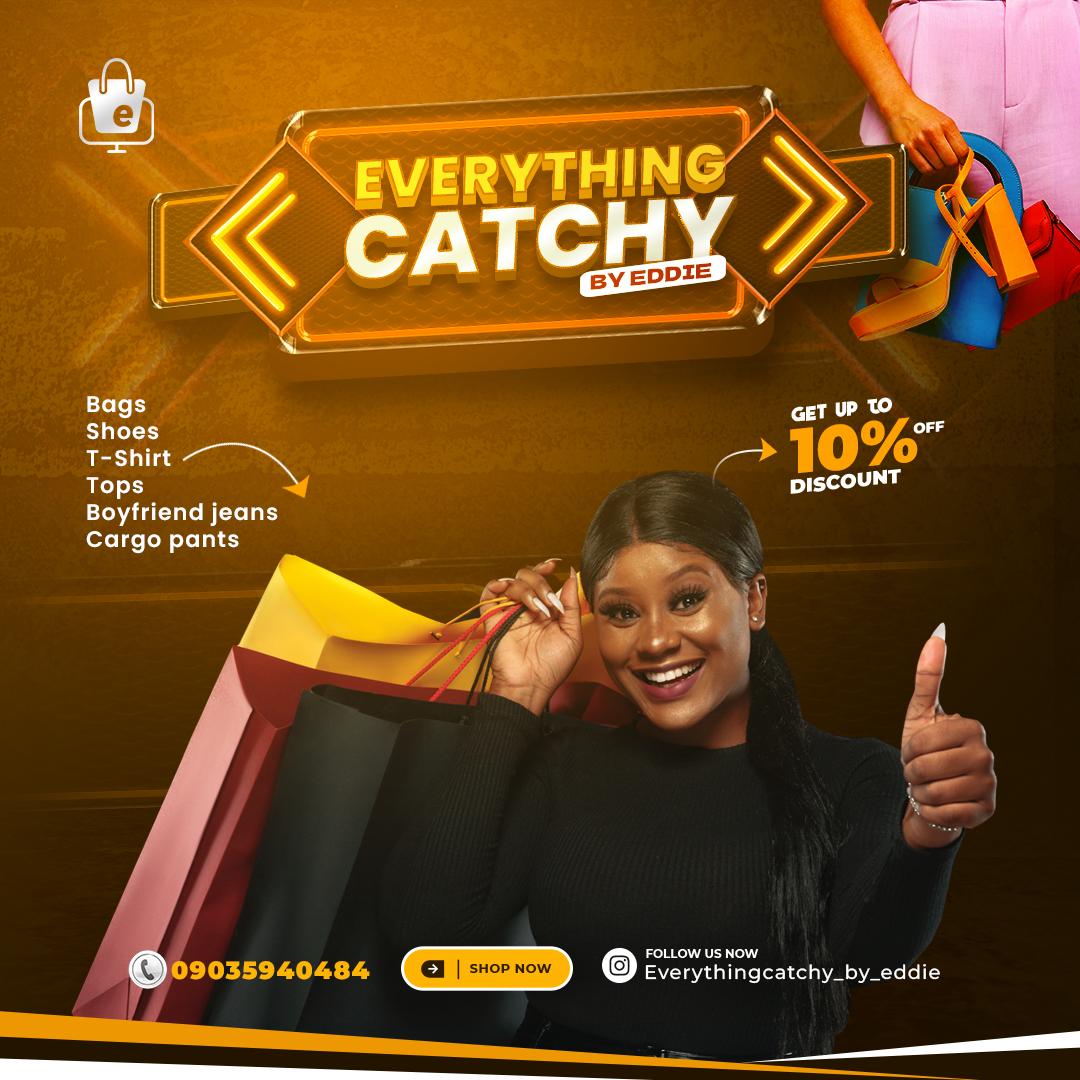 e
EVERYTHING
CATCHY
BY EDDIE
Bags
Shoes
T-Shirt
Tops
Boyfriend jeans
Cargo pants
GET UP TO
10% OFF
DISCOUNT
09035940484
SHOP NOW
FOLLOW US NOW
Everythingcatchy_by_eddie